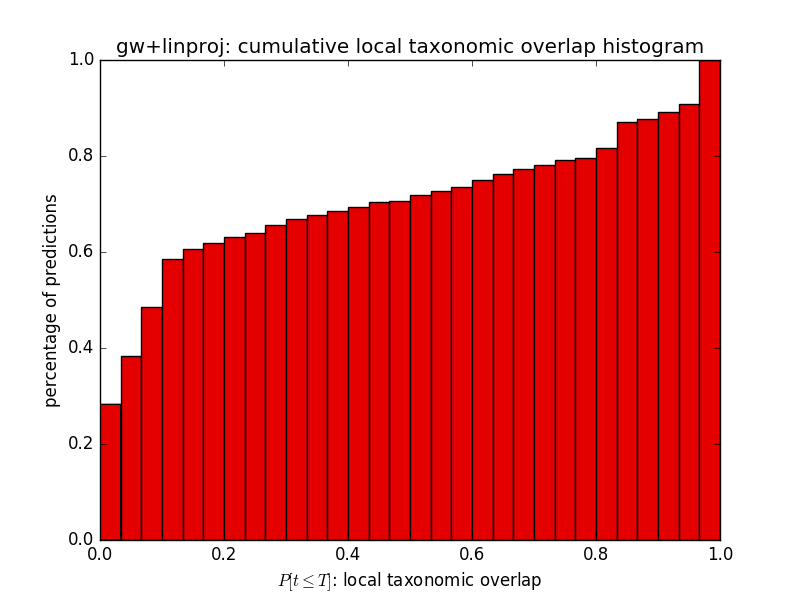 gw+linproj: cumulative local taxonomic overlap histogram
1.0
0.8
0.6
0.4
0.2
0.0
percentage of predictions
0.0 0.2 0.4 0.6 0.8 1.0
P[t ≤ T]: local taxonomic overlap